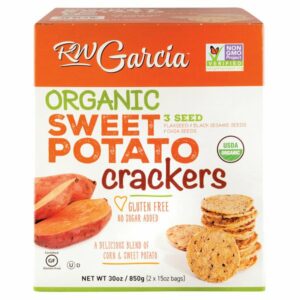 RW Garcia
NON
GMO
Project
VERIFIED
ORGANIC
3 SEED
SWEET
FLAXSEED / BLACK SESAME SEEDS
/ CHIA SEEDS
POTATO
USDA
ORGANIC
crackers
GLUTEN FREE
NO SUGAR ADDED
A DELICIOUS BLEND OF
CORN & SWEET POTATO
GF
U D
NET WT 30oz / 850g (2 x 15oz bags)